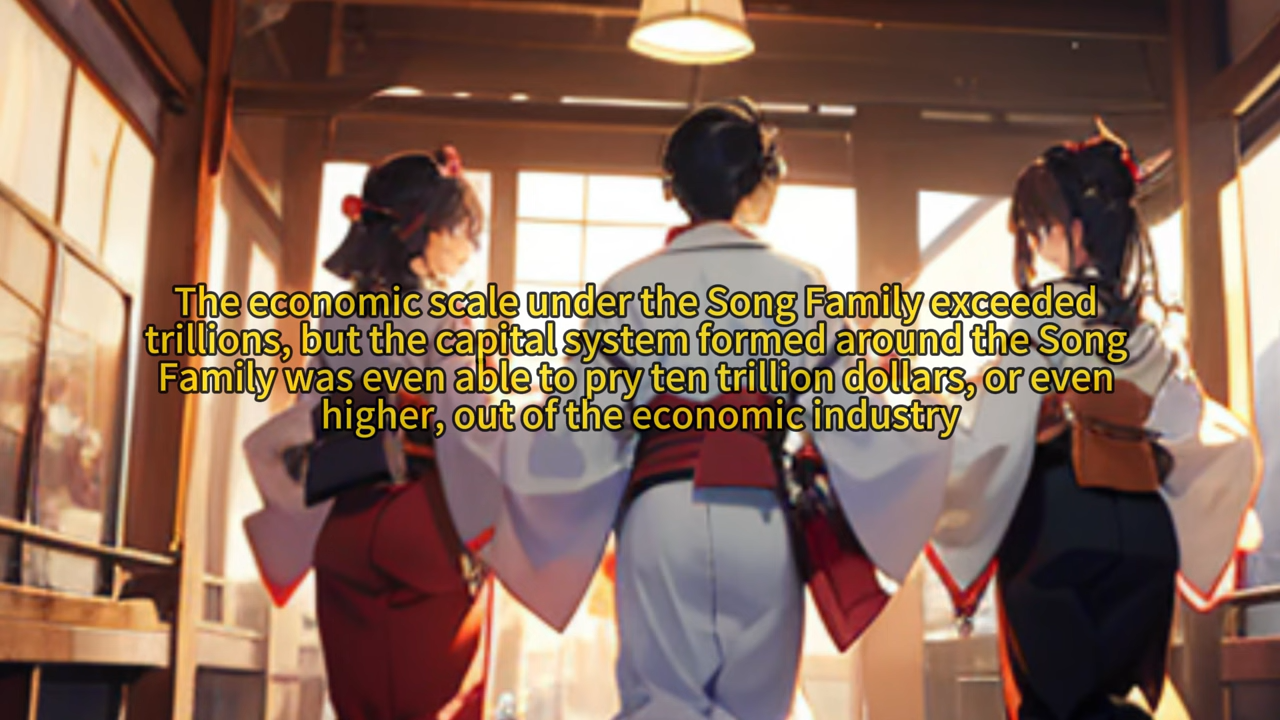 The economic scale under the Song Family exceeded
trillions, but the capital system formed around the Song
Family was even able to pry ten trillion dollars, or even
higher, out of the economic industry